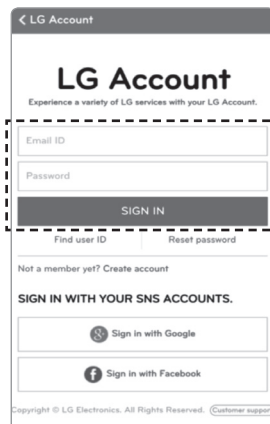 LG Account
LG Account
Experience a variety of LG services with your LG Account.
Email ID
Password
SIGN IN
Find user ID Reset password
Not a member yet? Create account
SIGN IN WITH YOUR SNS ACCOUNTS.
Sign in with Google
Sign in with Facebook
Copyright © LG Electronics. All Rights Reserved. Customer support